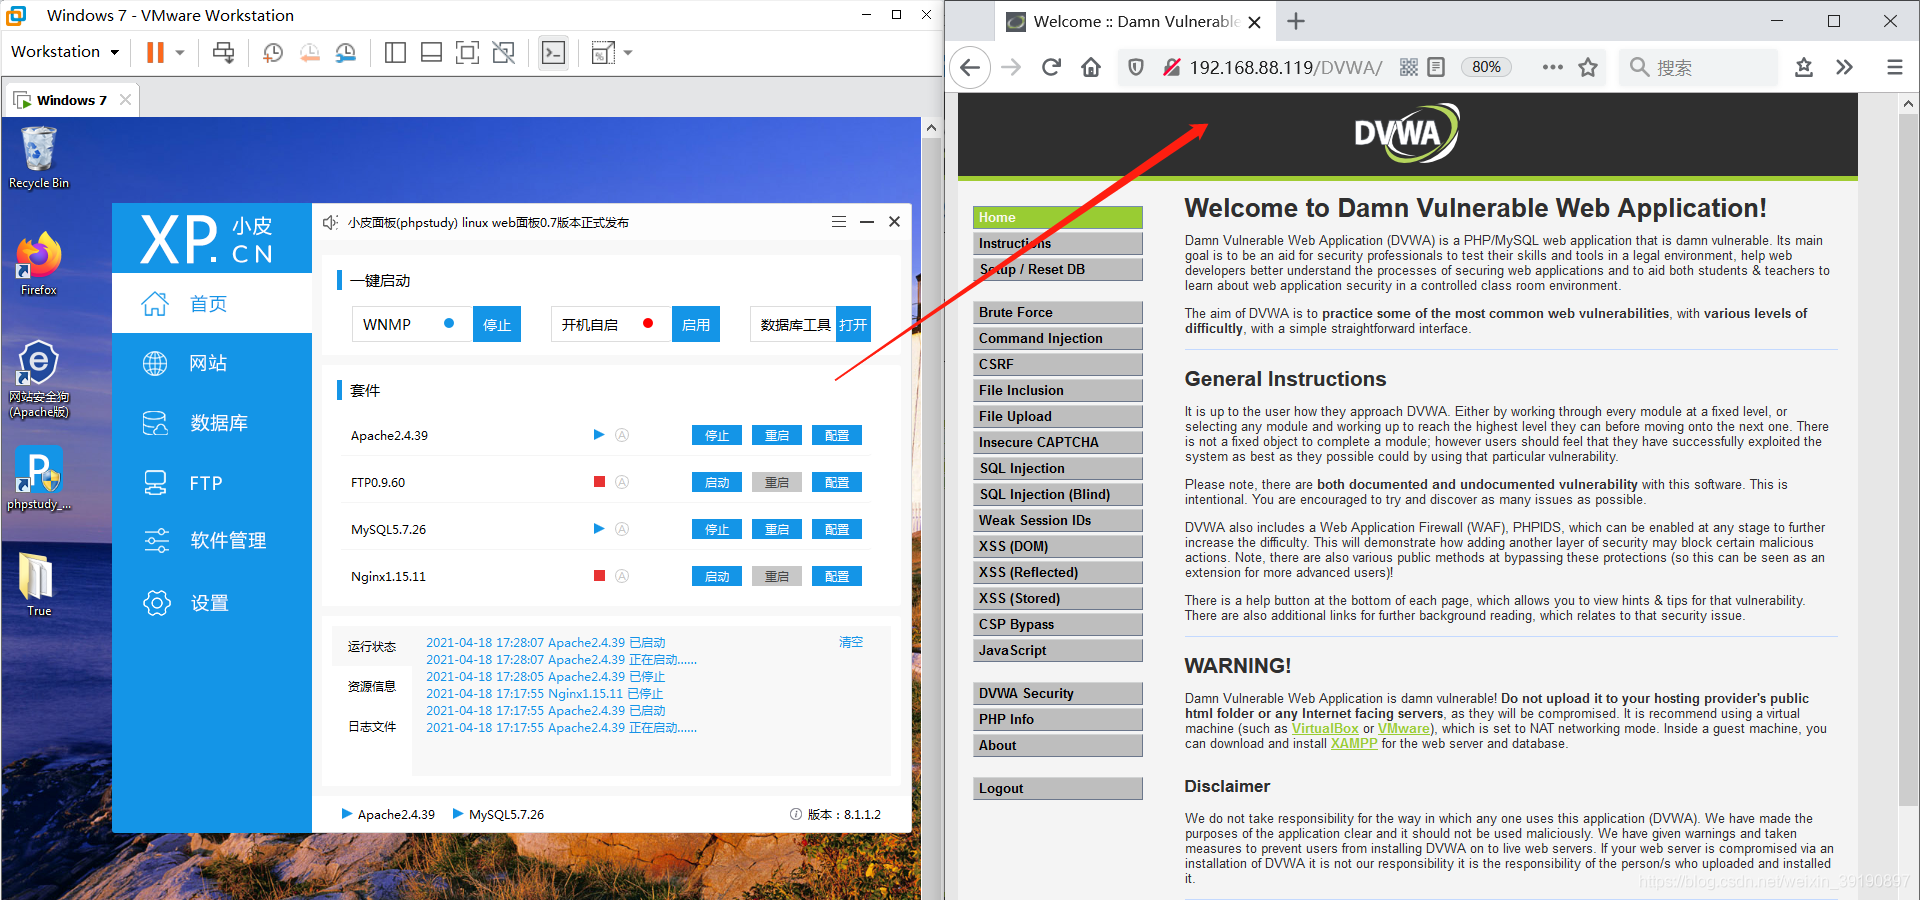 Windows 7 - VMware Workstation
Workstation
Windows 7
Recycle Bin
Firefox
网站安全狗
(Apache版)
phpstudy_...
True
XP.小皮
CN
首页
网站
数据库
FTP
软件管理
设置
小皮面板(phpstudy) linux web面板0.7版本正式发布
一键启动
WNMP 停止 开机自启 启用 数据库工具 打开
套件
Apache2.4.39 停止 重启 配置
FTP0.9.60 启动 重启 配置
MySQL5.7.26 停止 重启 配置
Nginx1.15.11 启动 重启 配置
运行状态
资源信息
日志文件
2021-04-18 17:28:07 Apache2.4.39 已启动
清空
2021-04-18 17:28:07 Apache2.4.39 正在启动......
2021-04-18 17:28:05 Apache2.4.39 已停止
2021-04-18 17:17:55 Nginx1.15.11 已停止
2021-04-18 17:17:55 Apache2.4.39 已启动
2021-04-18 17:17:55 Apache2.4.39 正在启动......
Apache2.4.39 MySQL5.7.26 版本：8.1.1.2
Welcome :: Damn Vulnerable
192.168.88.119/DVWA/ 80% 搜索
DVWA
Home
Instructions
Setup / Reset DB
Brute Force
Command Injection
CSRF
File Inclusion
File Upload
Insecure CAPTCHA
SQL Injection
SQL Injection (Blind)
Weak Session IDs
XSS (DOM)
XSS (Reflected)
XSS (Stored)
CSP Bypass
JavaScript
DVWA Security
PHP Info
About
Logout
Welcome to Damn Vulnerable Web Application!
Damn Vulnerable Web Application (DVWA) is a PHP/MySQL web application that is damn vulnerable. Its main
goal is to be an aid for security professionals to test their skills and tools in a legal environment, help web
developers better understand the processes of securing web applications and to aid both students & teachers to
learn about web application security in a controlled class room environment.
The aim of DVWA is to practice some of the most common web vulnerabilities, with various levels of
difficultly, with a simple straightforward interface.
General Instructions
It is up to the user how they approach DVWA. Either by working through every module at a fixed level, or
selecting any module and working up to reach the highest level they can before moving onto the next one. There
is not a fixed object to complete a module; however users should feel that they have successfully exploited the
system as best as they possible could by using that particular vulnerability.
Please note, there are both documented and undocumented vulnerability with this software. This is
intentional. You are encouraged to try and discover as many issues as possible.
DVWA also includes a Web Application Firewall (WAF), PHPIDS, which can be enabled at any stage to further
increase the difficulty. This will demonstrate how adding another layer of security may block certain malicious
actions. Note, there are also various public methods at bypassing these protections (so this can be seen as an
extension for more advanced users)!
There is a help button at the bottom of each page, which allows you to view hints & tips for that vulnerability.
There are also additional links for further background reading, which relates to that security issue.
WARNING!
Damn Vulnerable Web Application is damn vulnerable! Do not upload it to your hosting provider's public
html folder or any Internet facing servers, as they will be compromised. It is recommend using a virtual
machine (such as VirtualBox or VMware), which is set to NAT networking mode. Inside a guest machine, you
can download and install XAMPP for the web server and database.
Disclaimer
We do not take responsibility for the way in which any one uses this application (DVWA). We have made the
purposes of the application clear and it should not be used maliciously. We have given warnings and taken
measures to prevent users from installing DVWA on to live web servers. If your web server is compromised via an
installation of DVWA it is not our responsibility it is the responsibility of the person/s who uploaded and installed
it.
https://blog.csdn.net/weixin_39190897